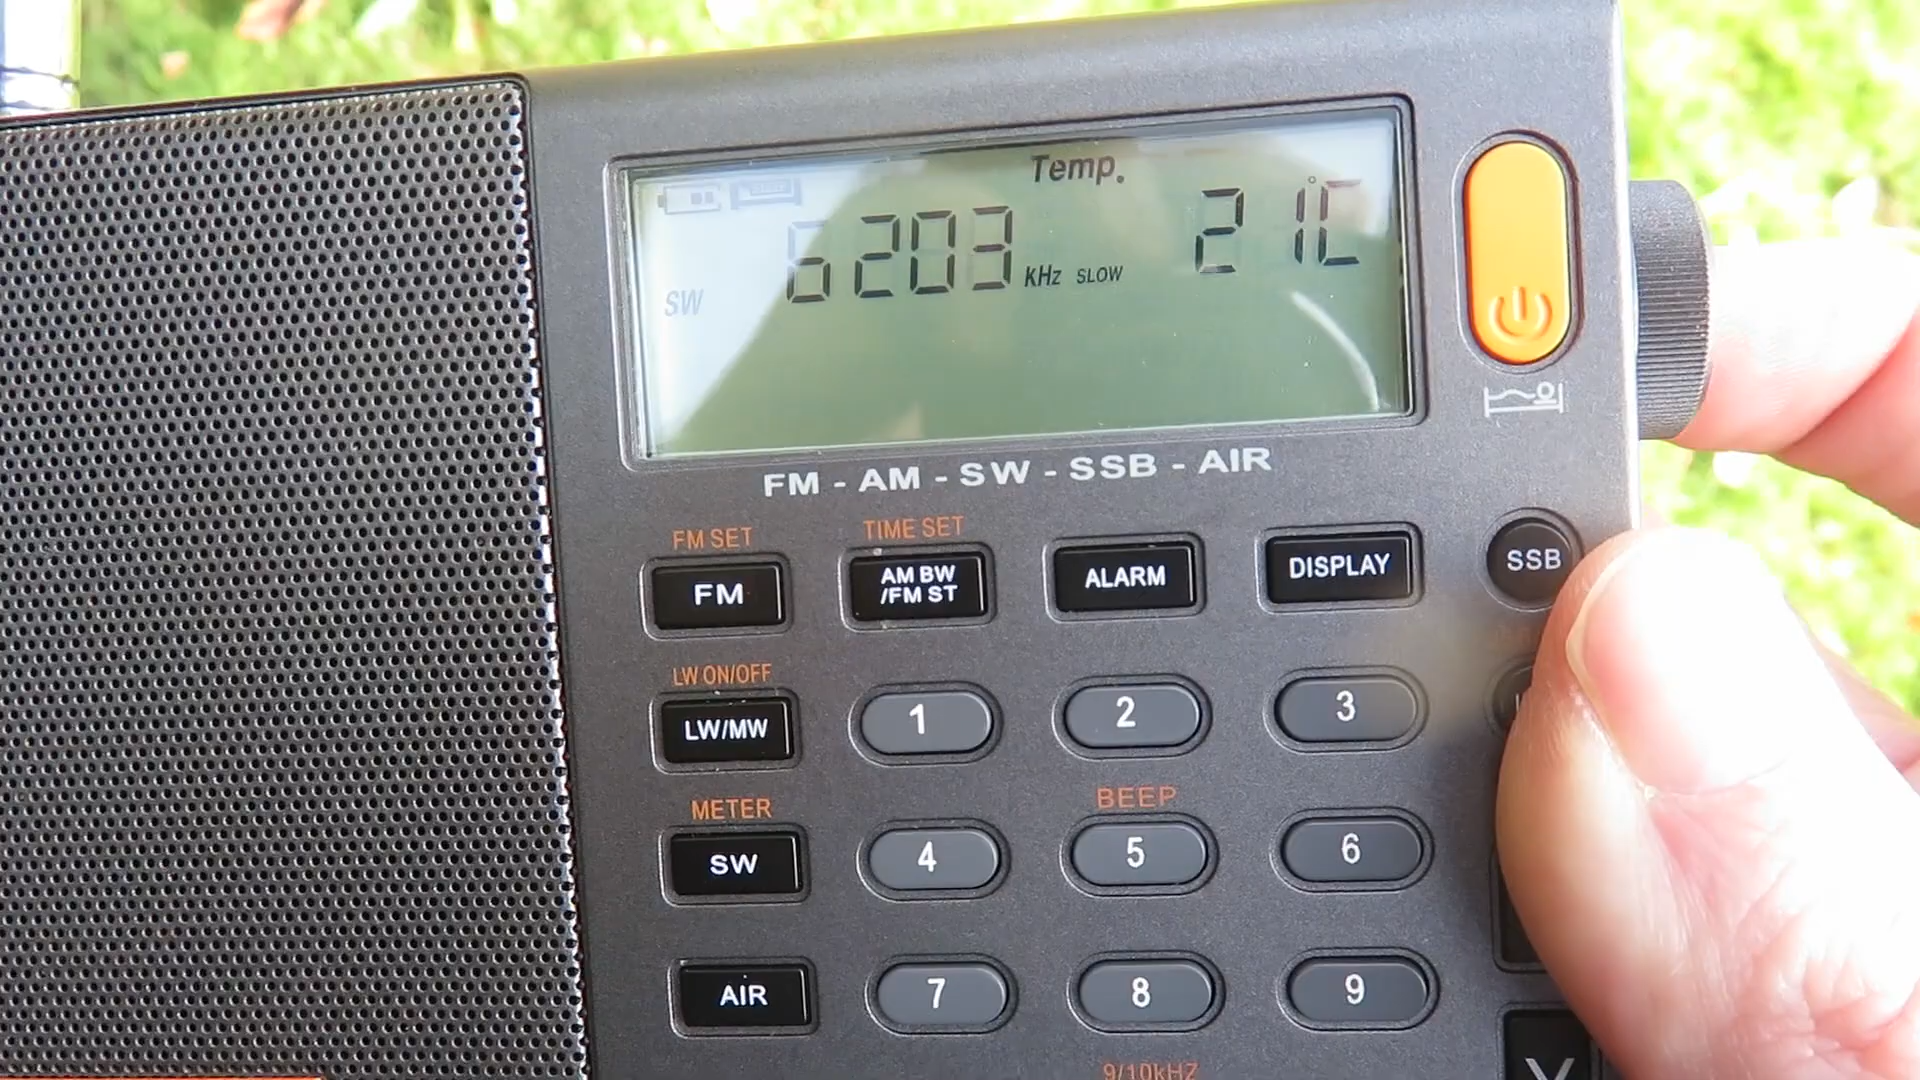 Temp.
SW 6203 kHz SLOW 21°C
FM - AM - SW - SSB - AIR
FM SET TIME SET
FM AM BW ALARM DISPLAY SSB
/FM ST
LW ON/OFF
LW/MW 1 2 3
METER BEEP
SW 4 5 6
AIR 7 8 9
9/10kHZ